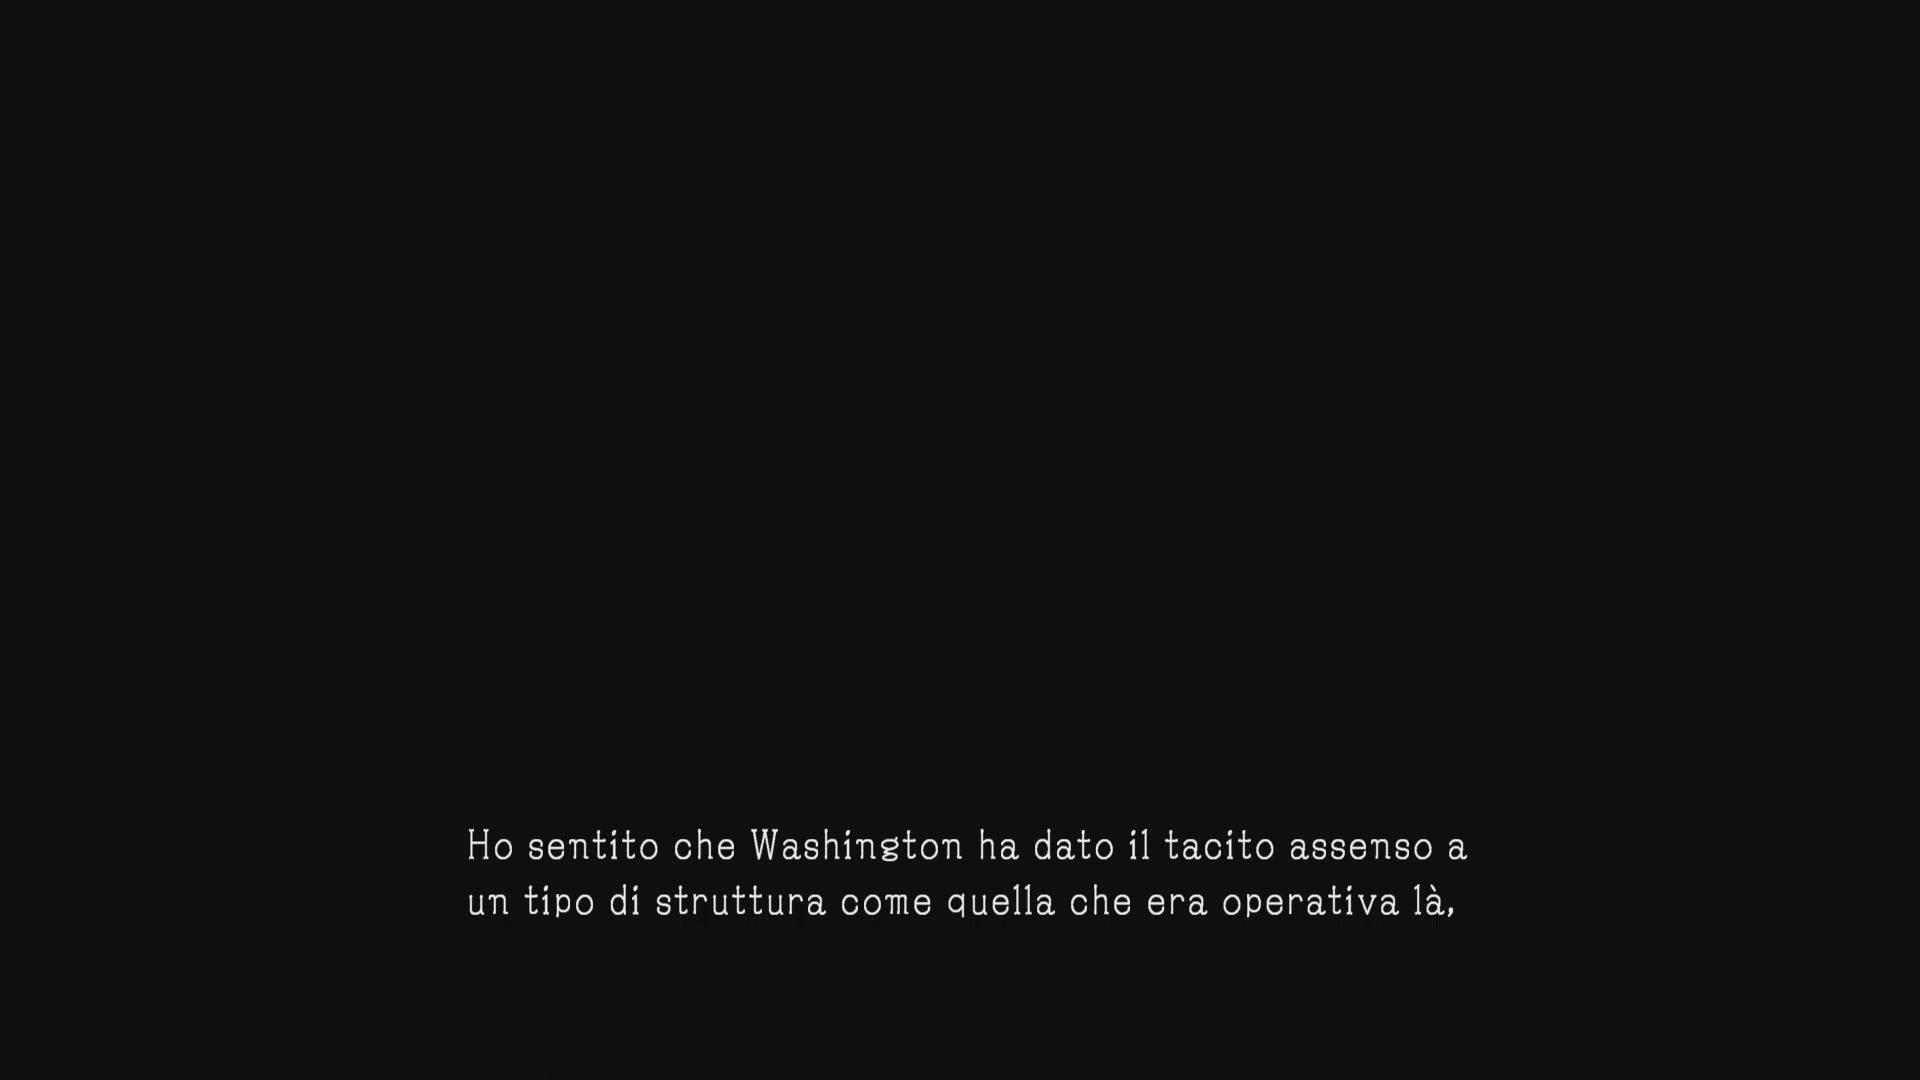 Ho sentito che Washington ha dato il tacito assenso a
un tipo di struttura come quella che era operativa là,